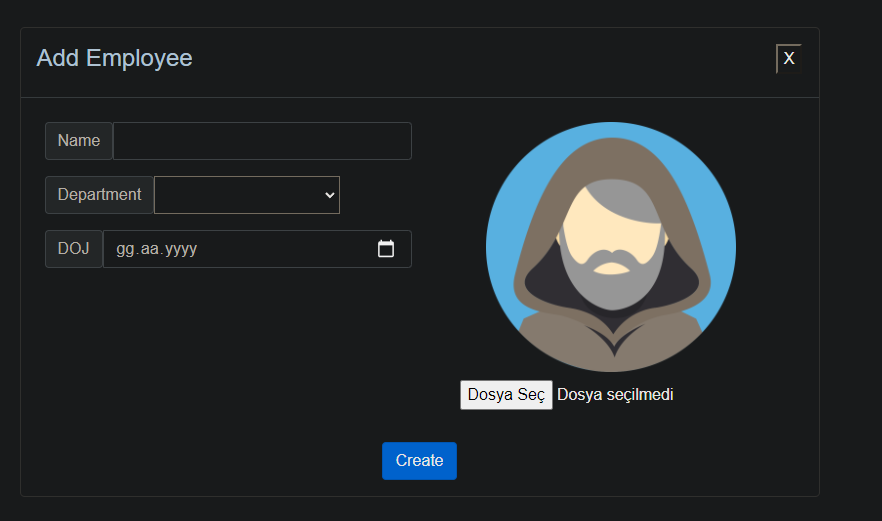 Add Employee
X
Name
Department
DOJ gg.aa.yyyy
Dosya Seç Dosya seçilmedi
Create